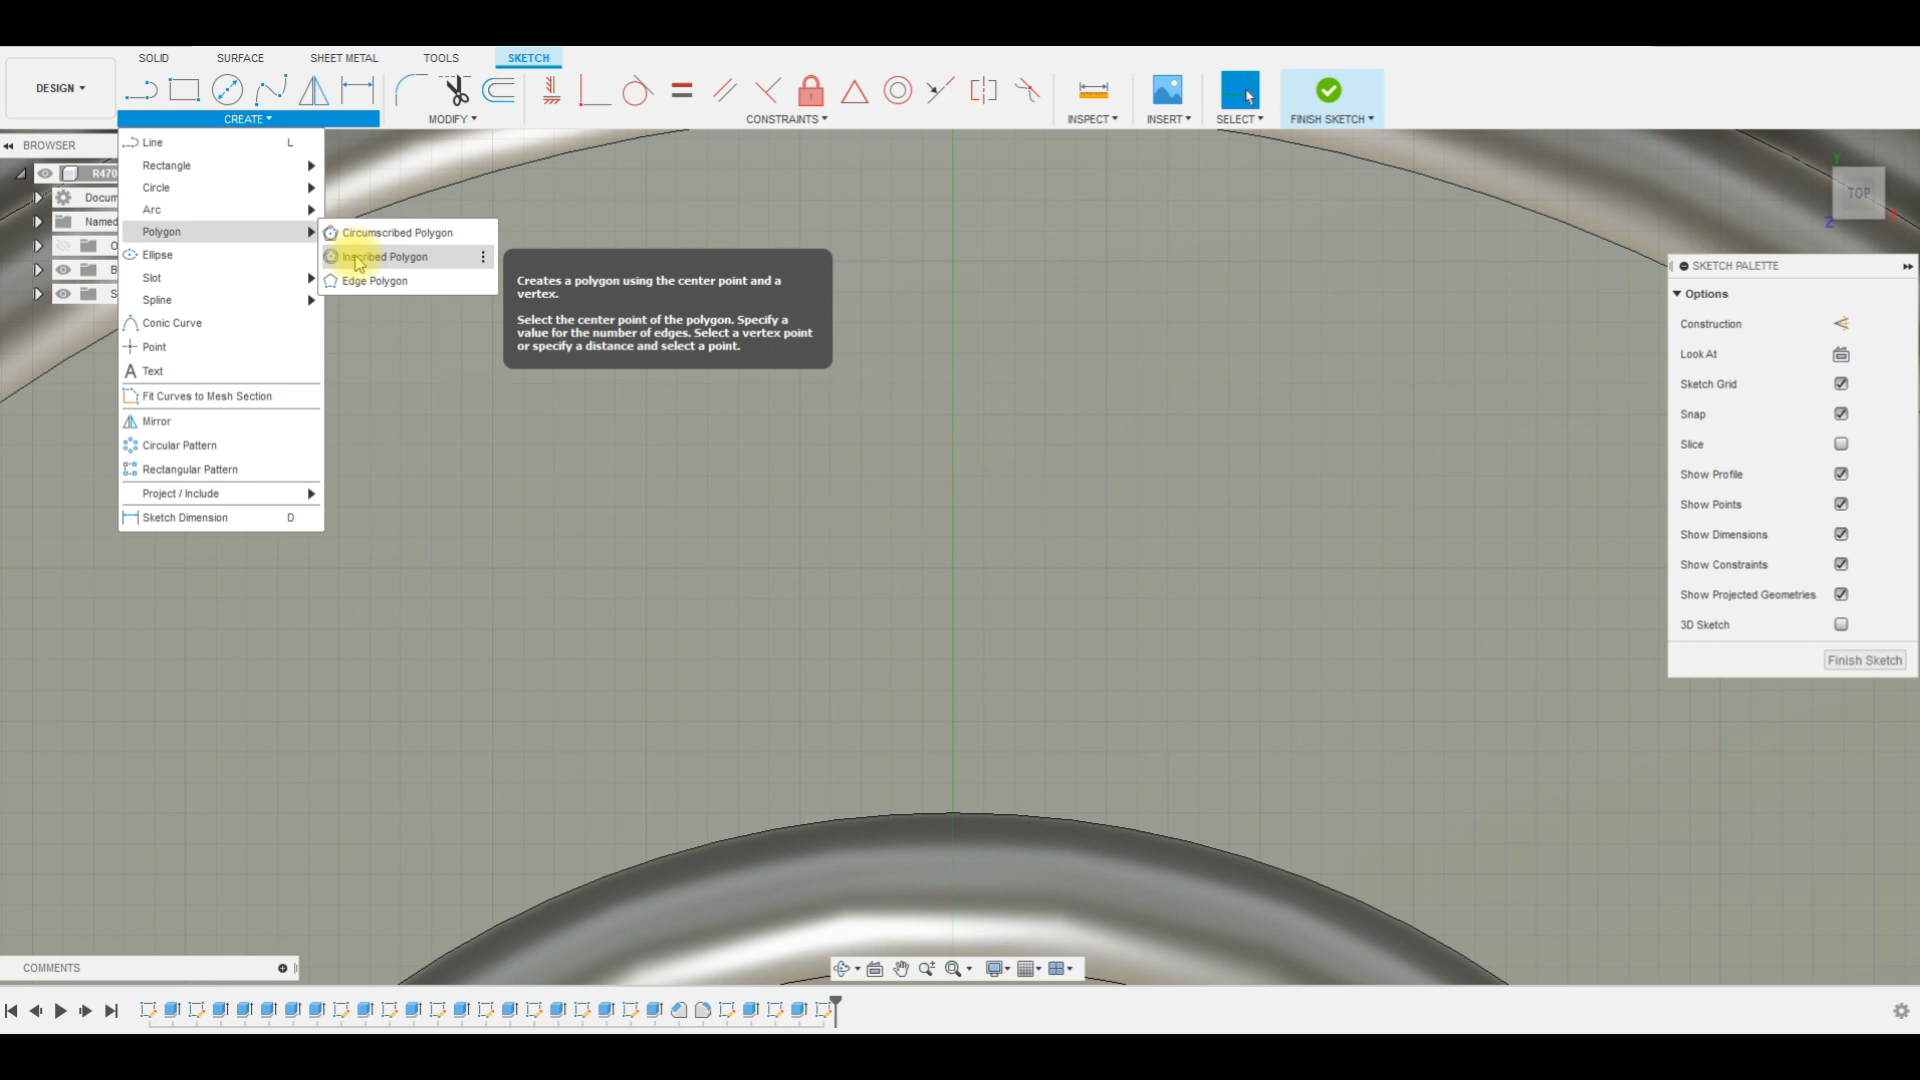 SOLID
SURFACE
SHEET METAL
TOOLS
SKETCH
DESIGN
CREATE
MODIFY
CONSTRAINTS
INSPECT
INSERT
SELECT
FINISH SKETCH
BROWSER
R470
Docum
Named
O
B
S
Line L
Rectangle
Circle
Arc
Polygon
Ellipse
Slot
Spline
Conic Curve
Point
Text
Fit Curves to Mesh Section
Mirror
Circular Pattern
Rectangular Pattern
Project / Include
Sketch Dimension D
Circumscribed Polygon
Inscribed Polygon
Edge Polygon
Creates a polygon using the center point and a
vertex.
Select the center point of the polygon. Specify a
value for the number of edges. Select a vertex point
or specify a distance and select a point.
Y
TOP
Z
SKETCH PALETTE
Options
Construction
Look At
Sketch Grid
Snap
Slice
Show Profile
Show Points
Show Dimensions
Show Constraints
Show Projected Geometries
3D Sketch
Finish Sketch
COMMENTS